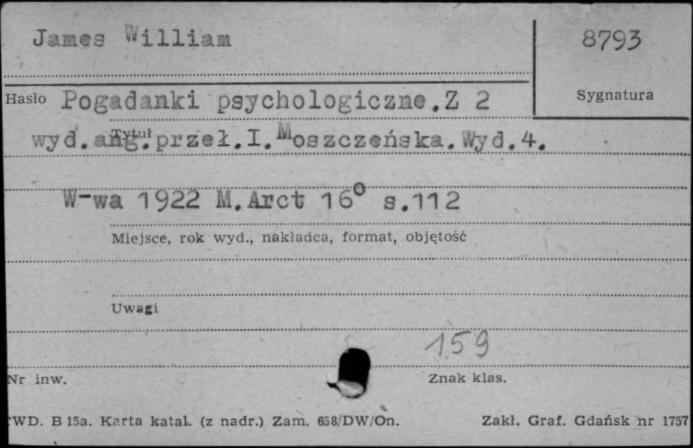 James William
8793
Hasło
Sygnatura
Pogadanki psychologiczne.Z 2
Tytuł
wyd.ang.przeł.I.Moszczeńska.Wyd.4.
W-wa 1922 M.Arct 16° s.112
Miejsce, rok wyd., nakładca, format, objętość
Uwagi
159
Nr inw.
Znak klas.
WD. B 15a. Karta katal. (z nadr.) Zam. 658/DW/On.
Zakł. Graf. Gdańsk nr 1757